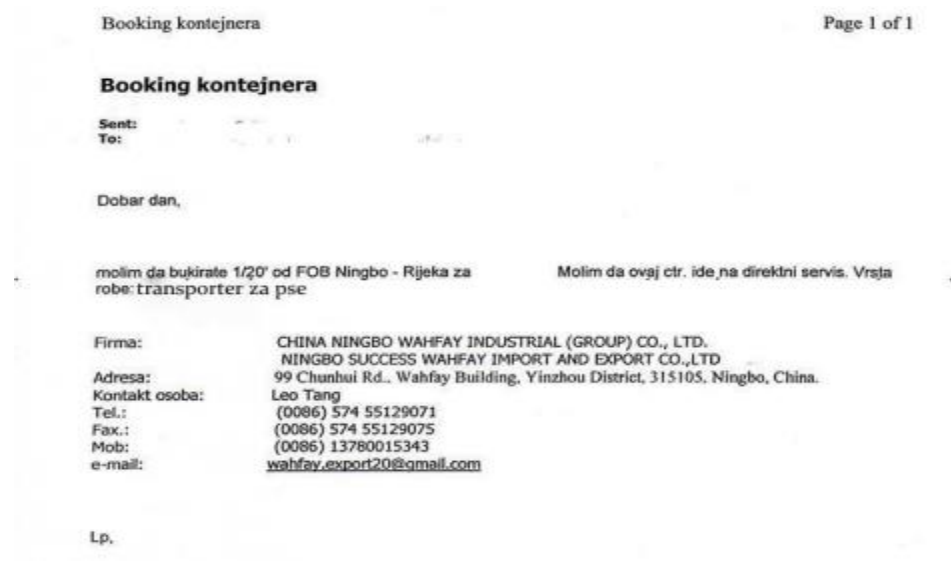 Booking kontejnera Page 1 of 1
Booking kontejnera
Sent:
To:
Dobar dan,
molim da bukirate 1/20' od FOB Ningbo - Rijeka za Molim da ovaj ctr. ide na direktni servis. Vrsta
robe: transporter za pse
Firma: CHINA NINGBO WAHFAY INDUSTRIAL (GROUP) CO., LTD.
NINGBO SUCCESS WAHFAY IMPORT AND EXPORT CO.,LTD
Adresa: 99 Chunhui Rd., Wahfay Building, Yinzhou District, 315105, Ningbo, China.
Kontakt osoba: Leo Tang
Tel.: (0086) 574 55129071
Fax.: (0086) 574 55129075
Mob: (0086) 13780015343
e-mail: wahfay.export20@gmail.com
Lp,